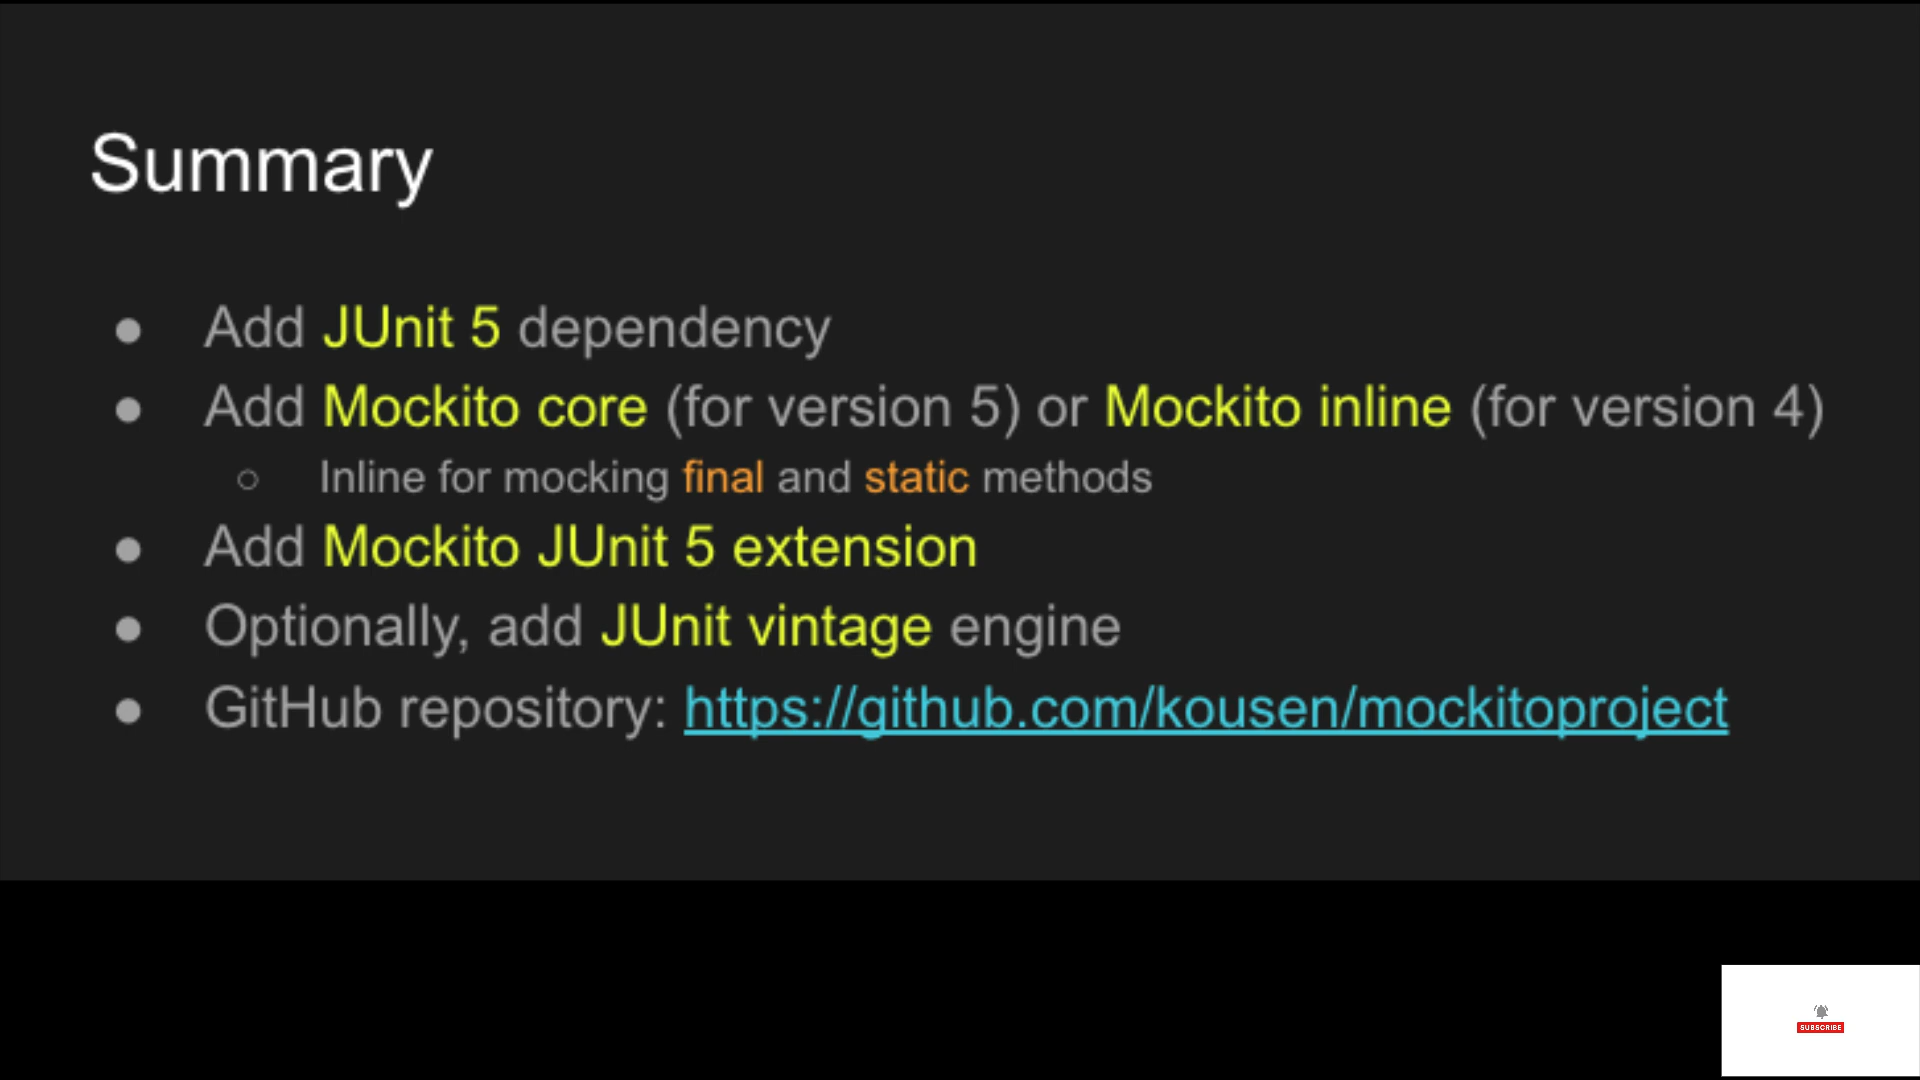 Summary
● Add JUnit 5 dependency
● Add Mockito core (for version 5) or Mockito inline (for version 4)
○ Inline for mocking final and static methods
● Add Mockito JUnit 5 extension
● Optionally, add JUnit vintage engine
● GitHub repository: https://github.com/kousen/mockitoproject
SUBSCRIBE